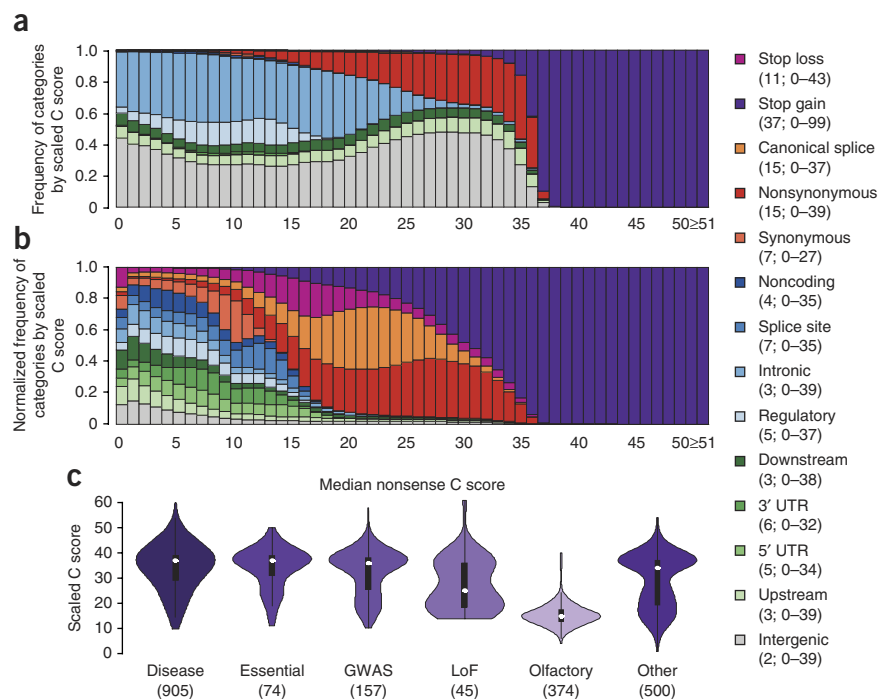 a
Frequency of categories
by scaled C score
1.0
0.8
0.6
0.4
0.2
0
0 5 10 15 20 25 30 35 40 45 50≥51
b
Normalized frequency of
categories by scaled
C score
1.0
0.8
0.6
0.4
0.2
0
0 5 10 15 20 25 30 35 40 45 50≥51
c
Median nonsense C score
Scaled C score
60
50
40
30
20
10
0
Disease Essential GWAS LoF Olfactory Other
(905) (74) (157) (45) (374) (500)
Stop loss
(11; 0–43)
Stop gain
(37; 0–99)
Canonical splice
(15; 0–37)
Nonsynonymous
(15; 0–39)
Synonymous
(7; 0–27)
Noncoding
(4; 0–35)
Splice site
(7; 0–35)
Intronic
(3; 0–39)
Regulatory
(5; 0–37)
Downstream
(3; 0–38)
3′ UTR
(6; 0–32)
5′ UTR
(5; 0–34)
Upstream
(3; 0–39)
Intergenic
(2; 0–39)